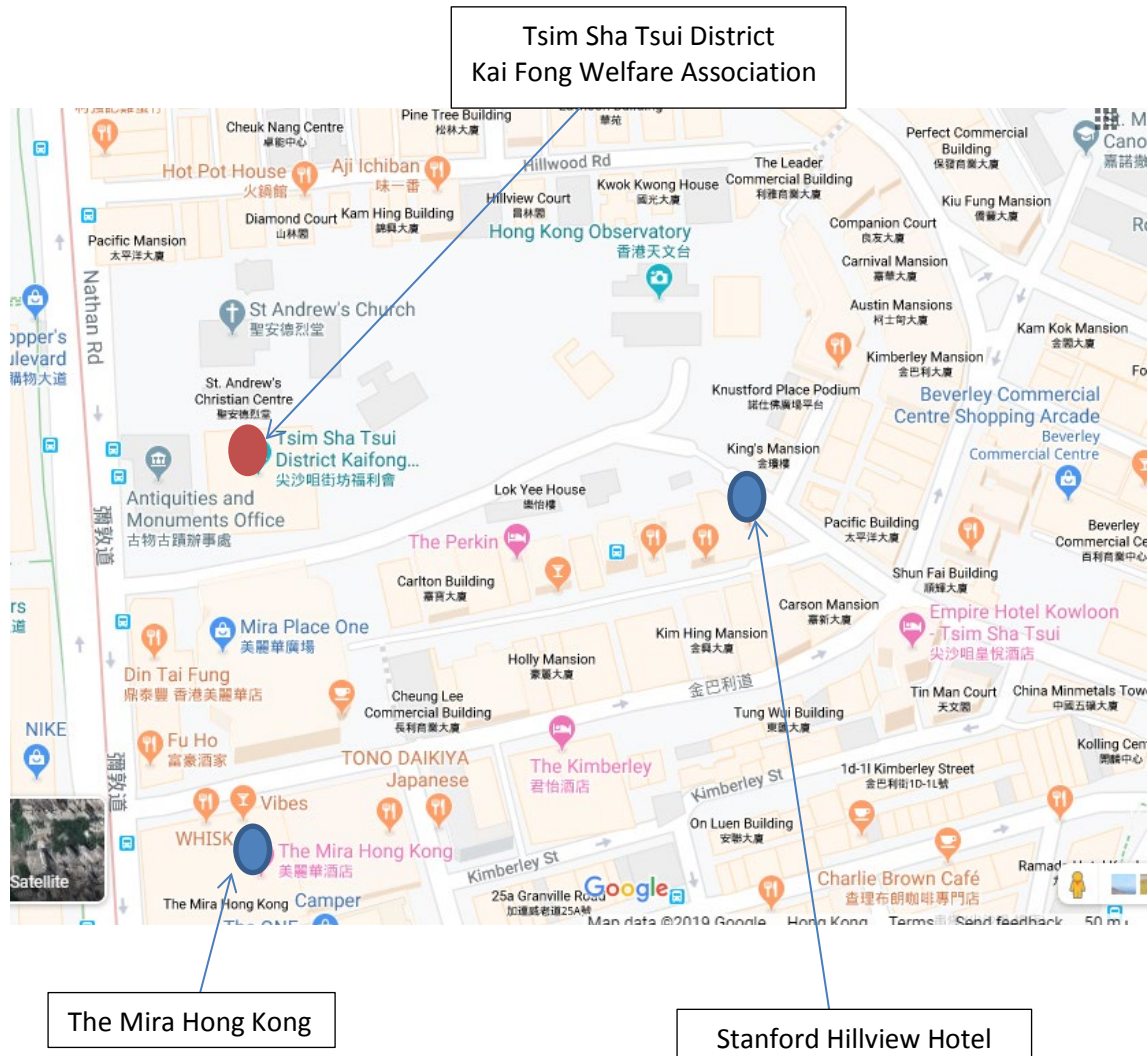 Tsim Sha Tsui District
Kai Fong Welfare Association
Cheuk Nang Centre
卓能中心
Pine Tree Building
松林大廈
華苑
Hillwood Rd
Perfect Commercial
Building
保發商業大廈
Hot Pot House
火鍋館
Aji Ichiban
味一番
The Leader
Commercial Building
利雅商業大廈
Kwok Kwong House
國光大廈
Hillview Court
昌林閣
Diamond Court
山林閣
Kam Hing Building
錦興大廈
Kiu Fung Mansion
僑豐大廈
Pacific Mansion
太平洋大廈
Hong Kong Observatory
香港天文台
Companion Court
良友大廈
Carnival Mansion
嘉華大廈
Nathan Rd
St Andrew's Church
聖安德烈堂
Austin Mansions
柯士甸大廈
Kam Kok Mansion
金閣大廈
Kimberley Mansion
金巴利大廈
購物大道
St. Andrew's
Christian Centre
聖安德烈堂
Knustford Place Podium
諾仕佛廣場平台
Beverley Commercial
Centre Shopping Arcade
Beverley
Commercial Centre
Tsim Sha Tsui
District Kaifong...
尖沙咀街坊福利會
King's Mansion
金環樓
Antiquities and
Monuments Office
古物古蹟辦事處
Lok Yee House
樂怡樓
彌敦道
The Perkin
Pacific Building
太平洋大廈
Beverley
Commercial Ce
百利商業中心
Carlton Building
嘉寶大廈
Shun Fai Building
順輝大廈
Carson Mansion
嘉新大廈
Empire Hotel Kowloon
- Tsim Sha Tsui
尖沙咀皇悅酒店
Mira Place One
美麗華廣場
Kim Hing Mansion
金興大廈
Din Tai Fung
鼎泰豐 香港美麗華店
Holly Mansion
豪麗大廈
金巴利道
Cheung Lee
Commercial Building
長利商業大廈
Tin Man Court
天文閣
China Minmetals Tow
中國五礦大廈
NIKE
Tung Wui Building
東匯大廈
Fu Ho
富豪酒家
彌敦道
TONO DAIKIYA
Japanese
The Kimberley
君怡酒店
Kolling Cen
開僑中心
1d-1l Kimberley Street
金巴利街1D-1L號
Kimberley St
Vibes
WHISK
On Luen Building
安聯大廈
The Mira Hong Kong
美麗華酒店
Satellite
Kimberley St
Charlie Brown Café
查理布朗咖啡專門店
The Mira Hong Kong
Camper
25a Granville Road
加連威老道25A號
Google
Map data ©2019 Google Hong Kong Terms Send feedback 50 m
The Mira Hong Kong
Stanford Hillview Hotel